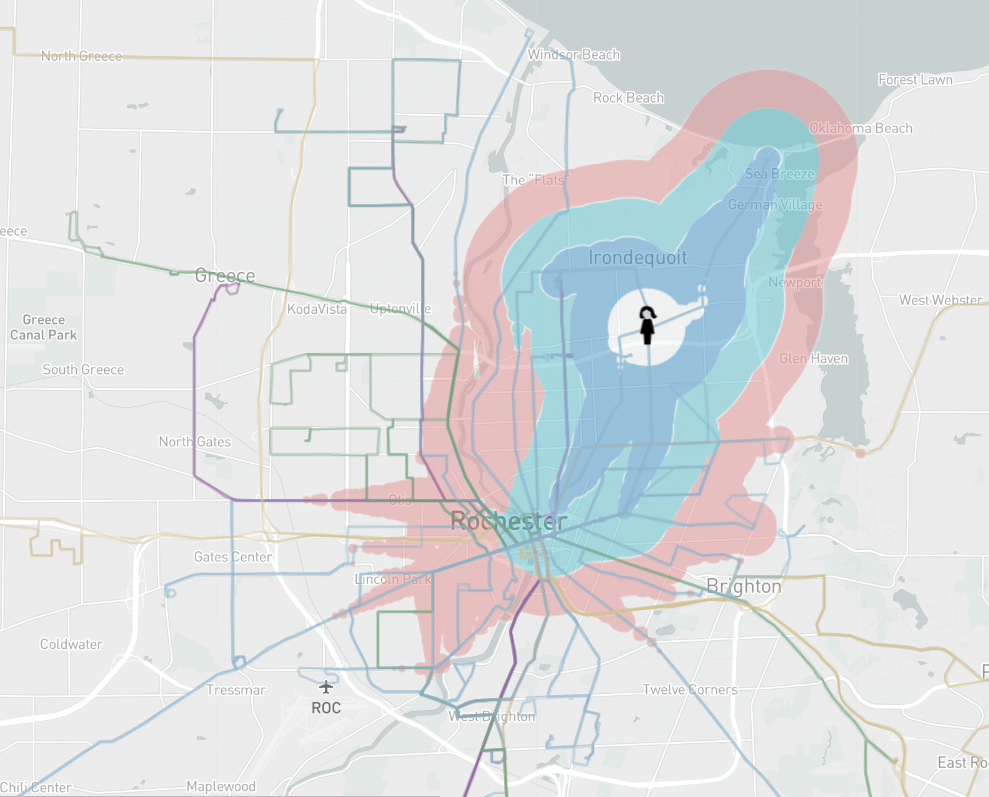 Windsor Beach
North Greece
Forest Lawn
Rock Beach
Oklahoma Beach
Sea Breeze
The "Flats"
German Village
eece
Irondequoit
Greece
Newport
KodaVista
Uptonville
West Webster
Greece
Canal Park
Glen Haven
South Greece
North Gates
Otis
Rochester
Gates Center
Lincoln Park
Brighton
Coldwater
Tressmar
Twelve Corners
ROC
West Brighton
East Ro
Chili Center
Maplewood